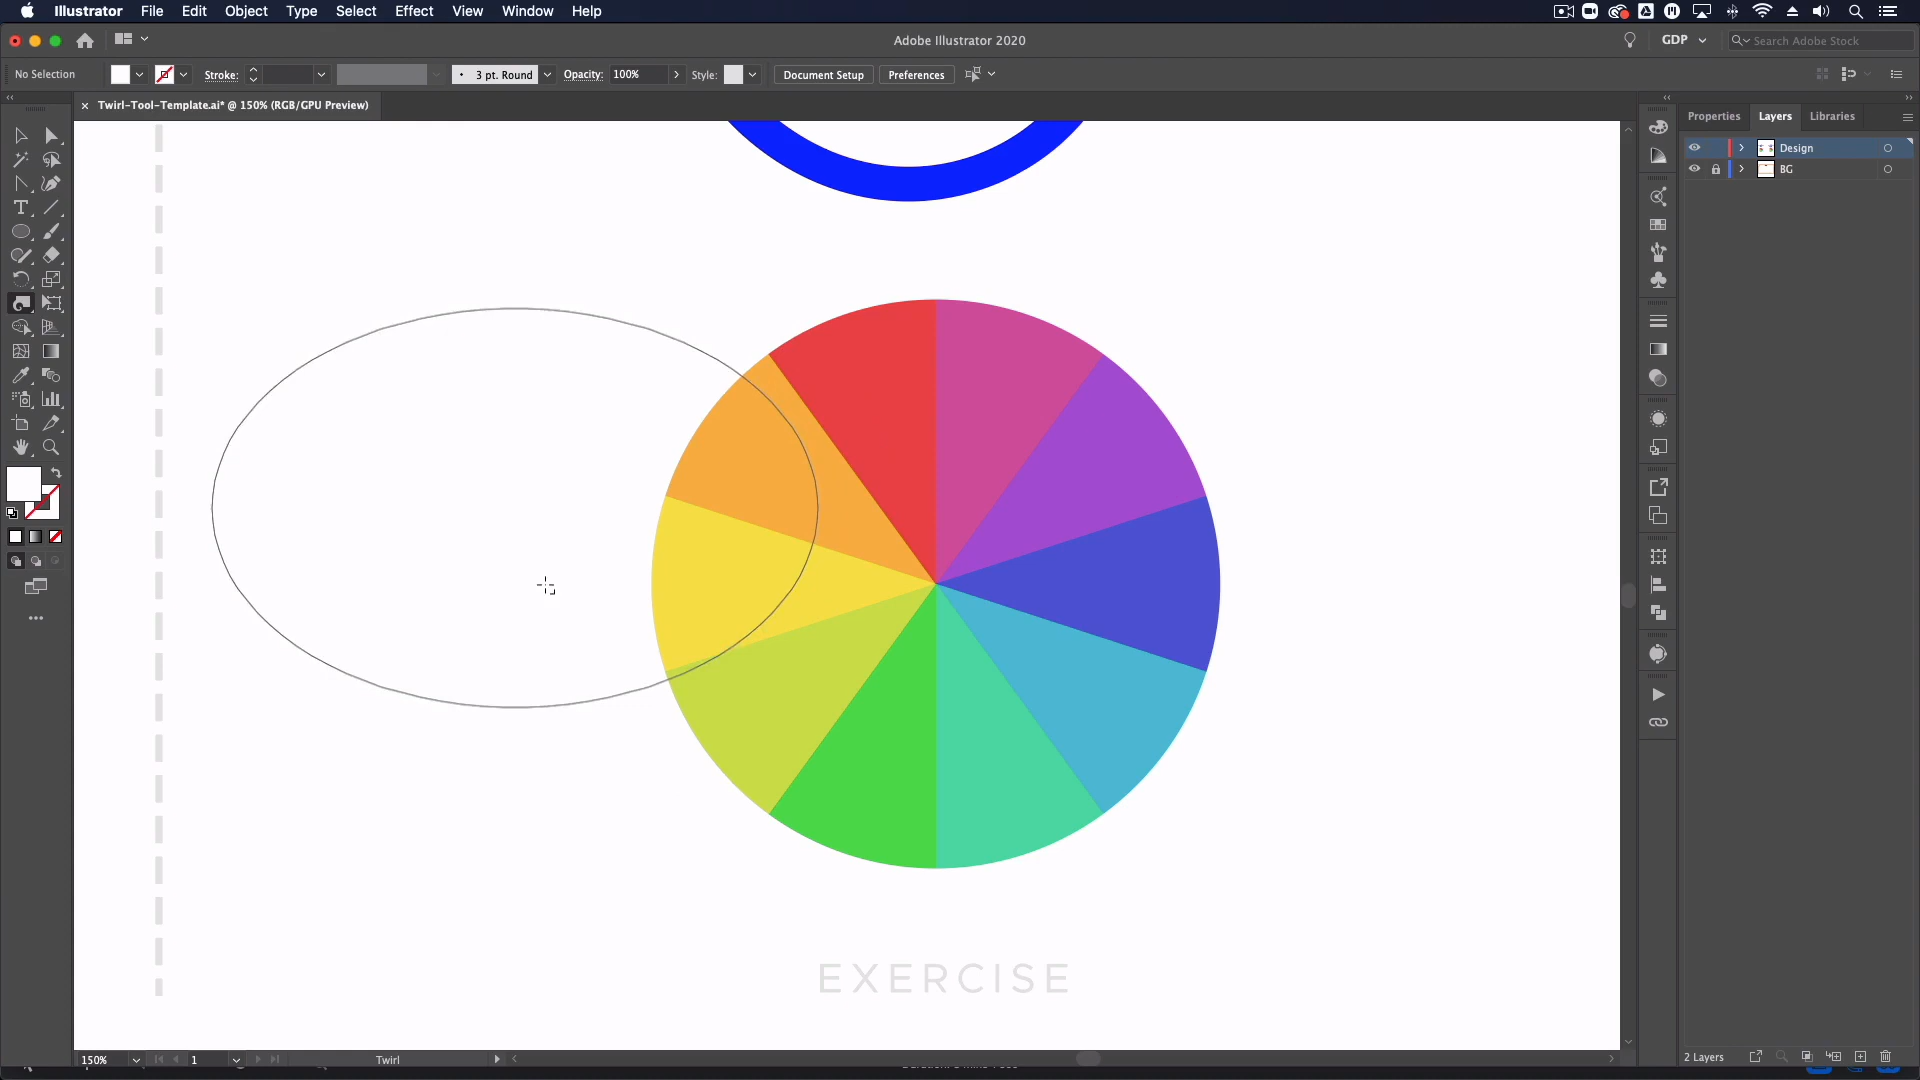 Illustrator File Edit Object Type Select Effect View Window Help
Adobe Illustrator 2020
GDP
Search Adobe Stock
No Selection
Stroke:
3 pt. Round
Opacity: 100%
Style:
Document Setup
Preferences
Twirl-Tool-Template.ai* @ 150% (RGB/GPU Preview)
Properties
Layers
Libraries
Design
BG
EXERCISE
150%
1
Twirl
2 Layers